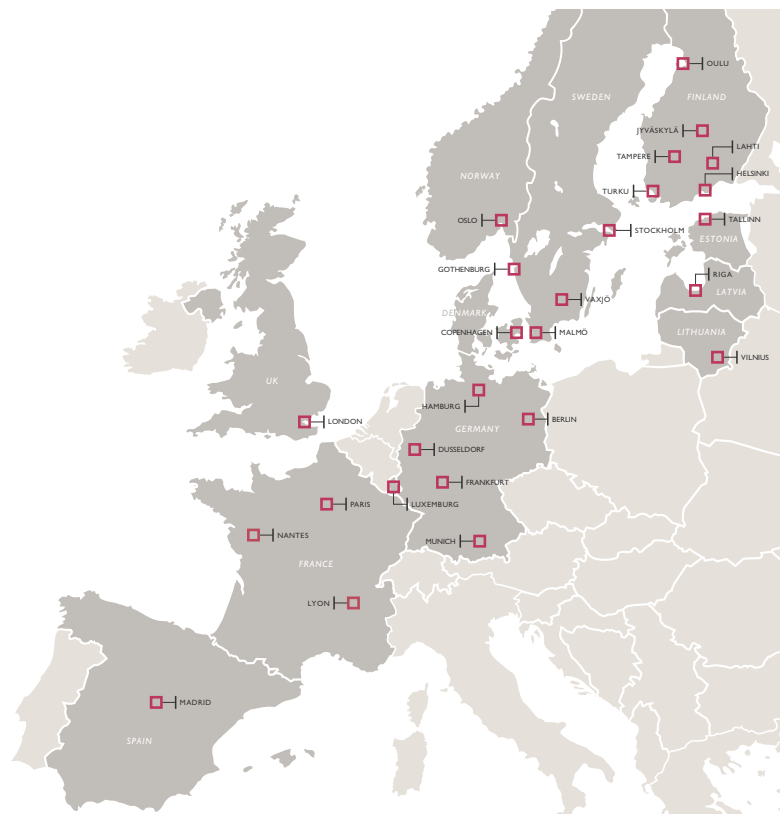 OULU
SWEDEN
FINLAND
JYVÄSKYLÄ
LAHTI
TAMPERE
HELSINKI
NORWAY
TURKU
OSLO
TALLINN
STOCKHOLM
ESTONIA
GOTHENBURG
RIGA
LATVIA
VÄXJÖ
DENMARK
COPENHAGEN
MALMÖ
LITHUANIA
VILNIUS
UK
HAMBURG
LONDON
BERLIN
GERMANY
DUSSELDORF
FRANKFURT
PARIS
LUXEMBURG
NANTES
MUNICH
FRANCE
LYON
MADRID
SPAIN